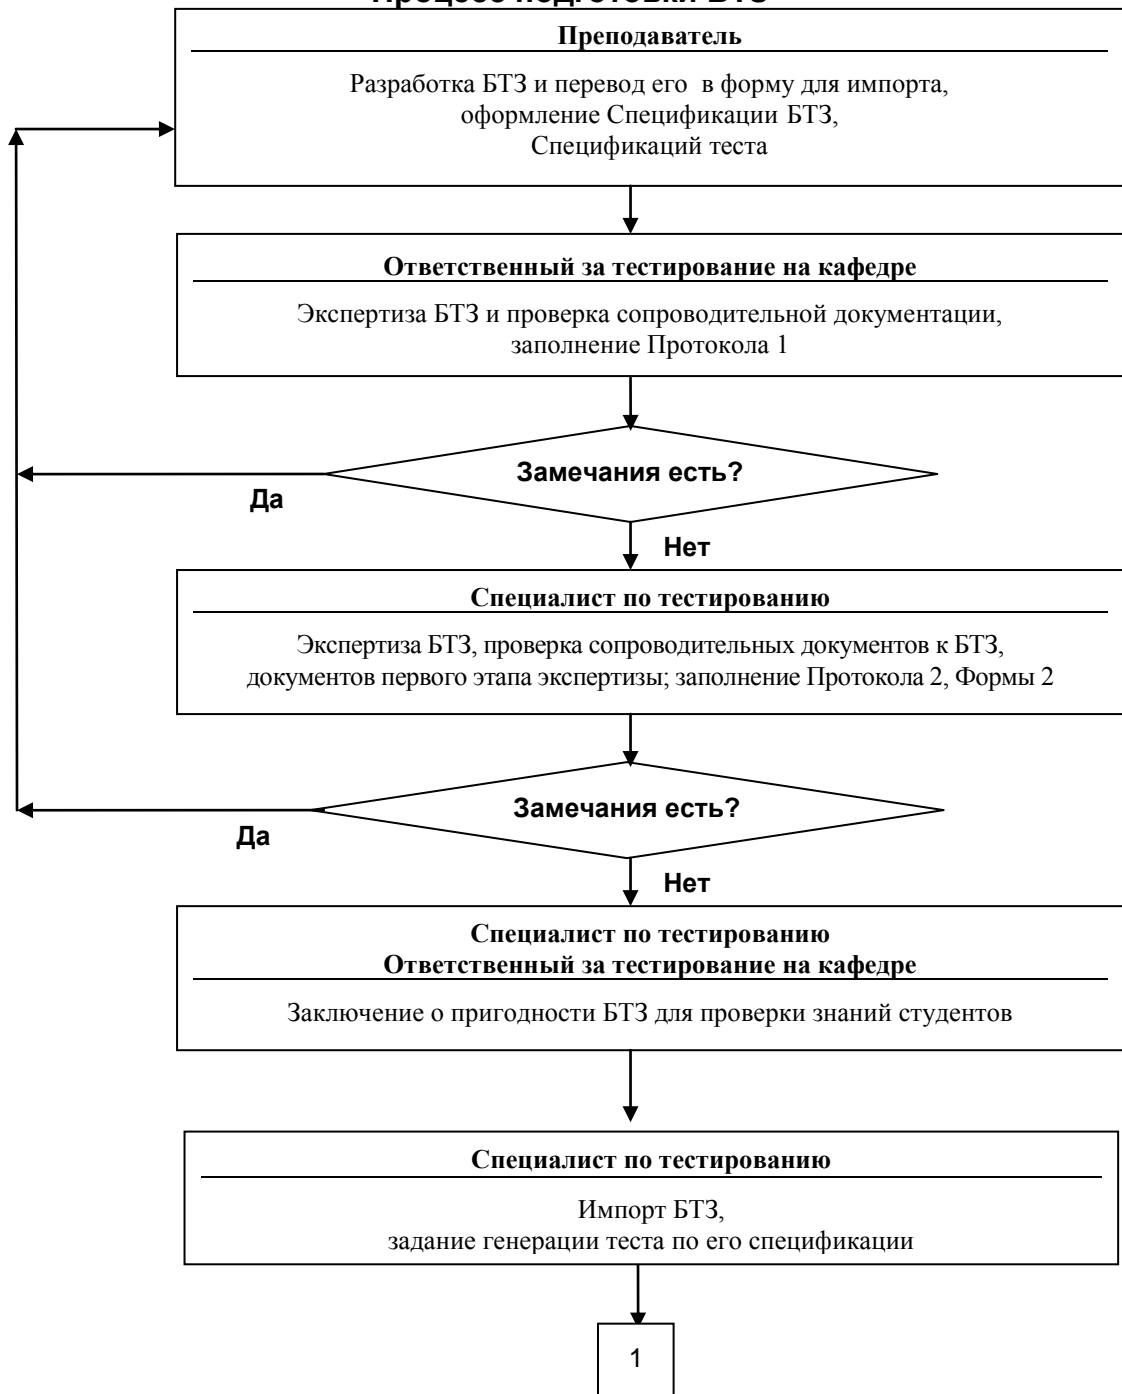 Процесс подготовки БТЗ
Преподаватель
Разработка БТЗ и перевод его в форму для импорта,
оформление Спецификации БТЗ,
Спецификаций теста
Ответственный за тестирование на кафедре
Экспертиза БТЗ и проверка сопроводительной документации,
заполнение Протокола 1
Замечания есть?
Да
Нет
Специалист по тестированию
Экспертиза БТЗ, проверка сопроводительных документов к БТЗ,
документов первого этапа экспертизы; заполнение Протокола 2, Формы 2
Замечания есть?
Да
Нет
Специалист по тестированию
Ответственный за тестирование на кафедре
Заключение о пригодности БТЗ для проверки знаний студентов
Специалист по тестированию
Импорт БТЗ,
задание генерации теста по его спецификации
1